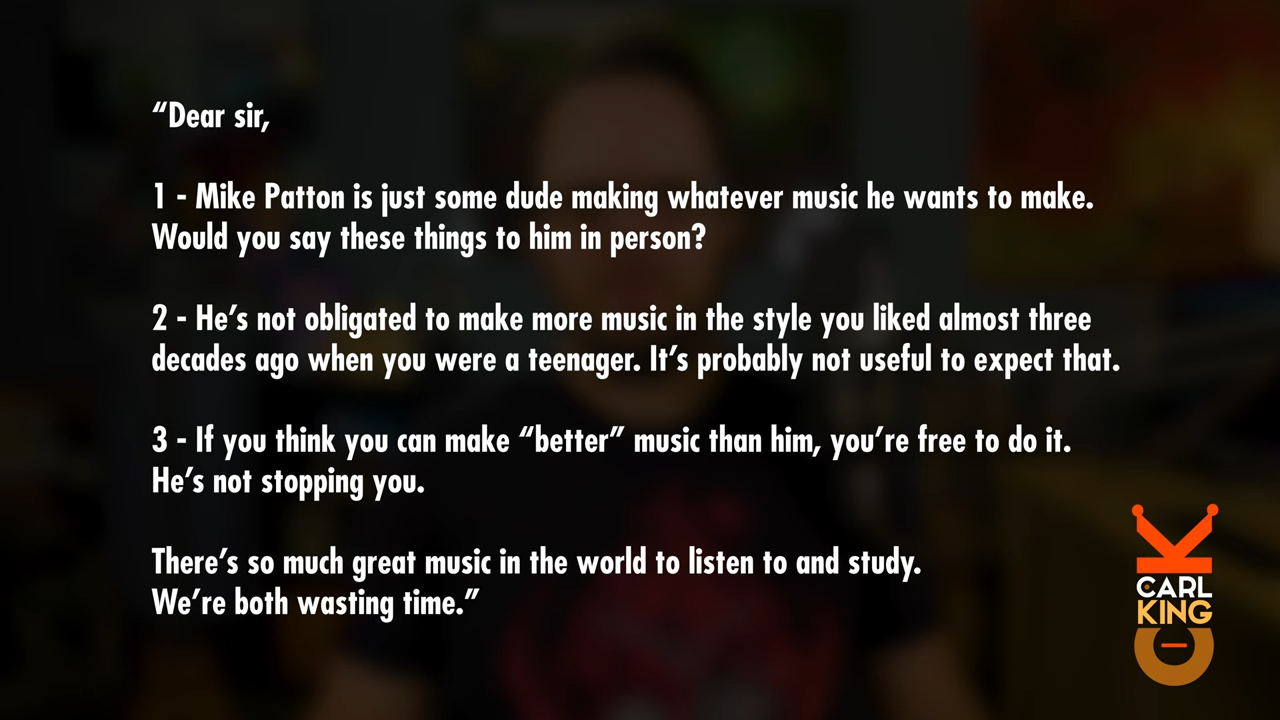 “Dear sir,
1 - Mike Patton is just some dude making whatever music he wants to make.
Would you say these things to him in person?
2 - He’s not obligated to make more music in the style you liked almost three
decades ago when you were a teenager. It’s probably not useful to expect that.
3 - If you think you can make “better” music than him, you’re free to do it.
He’s not stopping you.
There’s so much great music in the world to listen to and study.
We’re both wasting time.”
CARL
KING